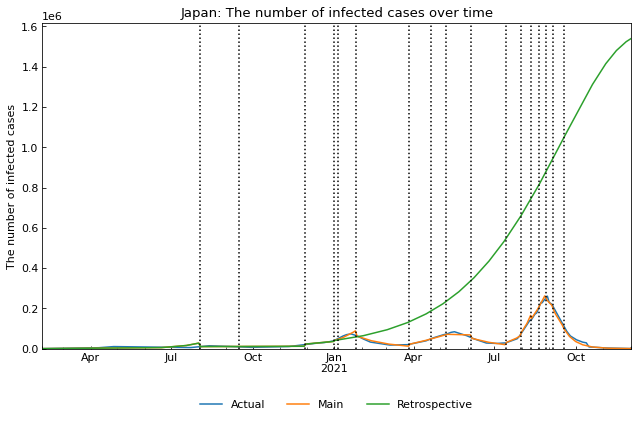 Japan: The number of infected cases over time
1e6
1.6
1.4
1.2
1.0
0.8
0.6
0.4
0.2
0.0
The number of infected cases
Apr Jul Oct Jan Apr Jul Oct
2021
Actual Main Retrospective